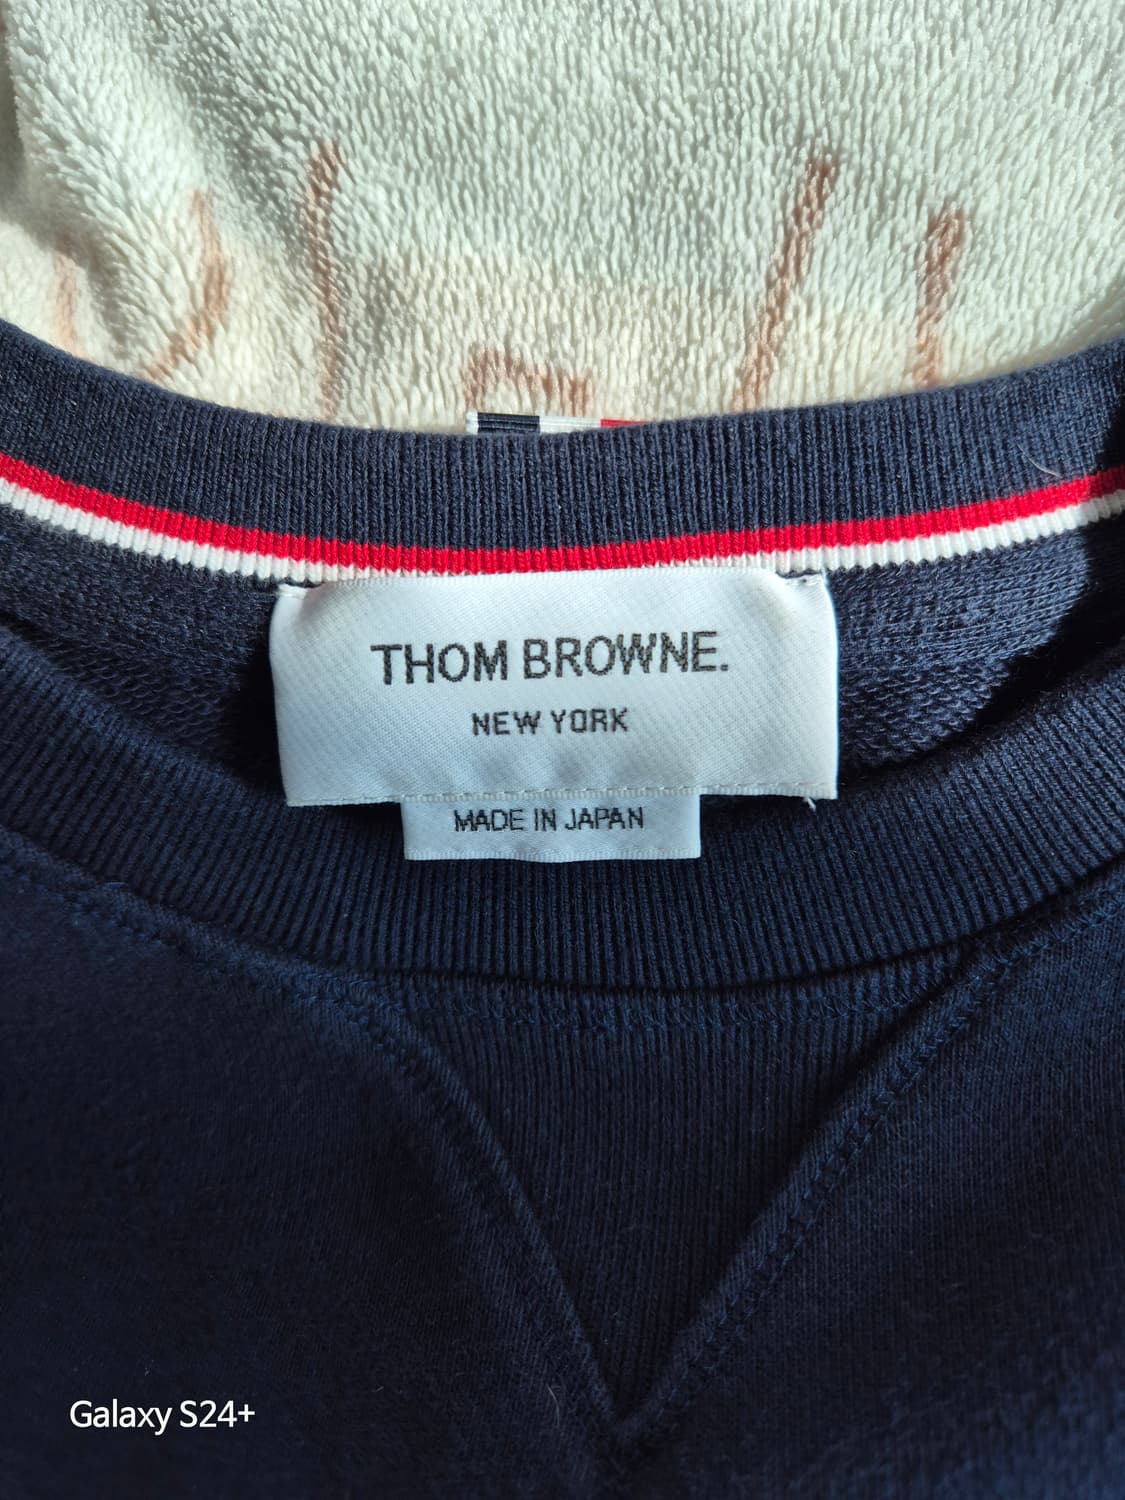 THOM BROWNE.
NEW YORK
MADE IN JAPAN
Galaxy S24+